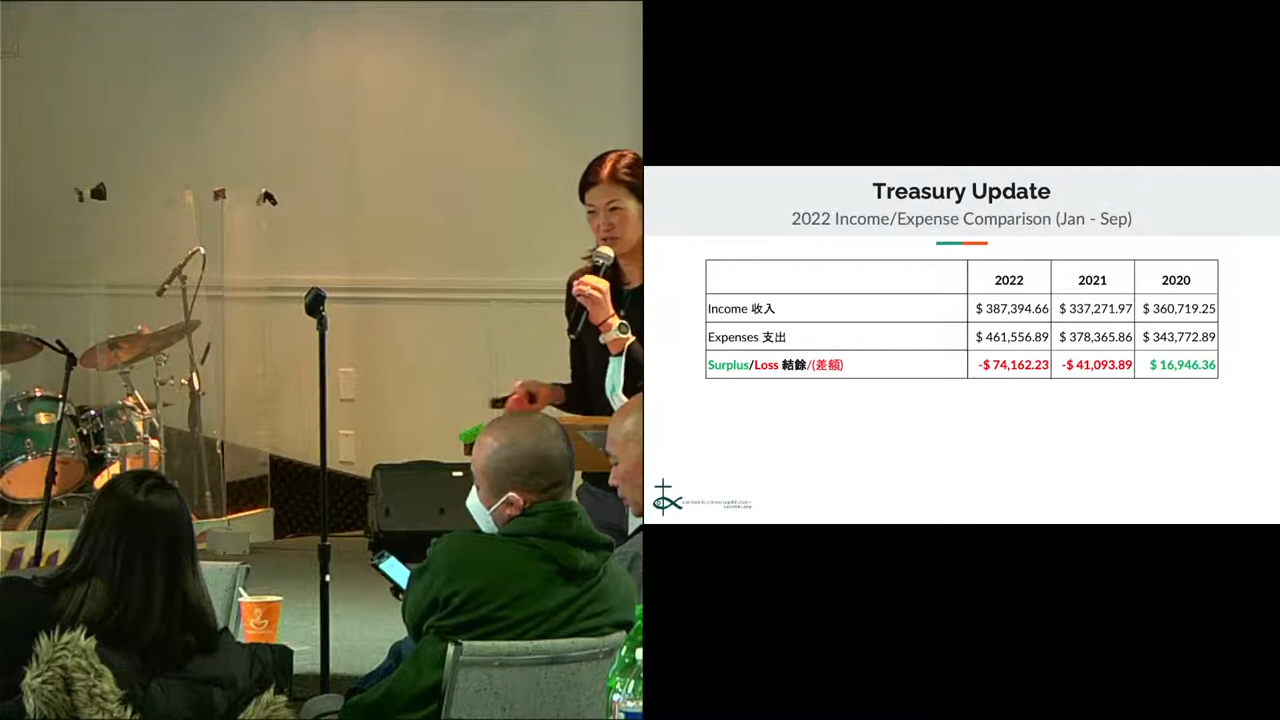 Treasury Update
2022 Income/Expense Comparison (Jan - Sep)
2022 2021 2020
Income 收入 $ 387,394.66 $ 337,271.97 $ 360,719.25
Expenses 支出 $ 461,556.89 $ 378,365.86 $ 343,772.89
Surplus/Loss 結餘/(差額) -$ 74,162.23 -$ 41,093.89 $ 16,946.36